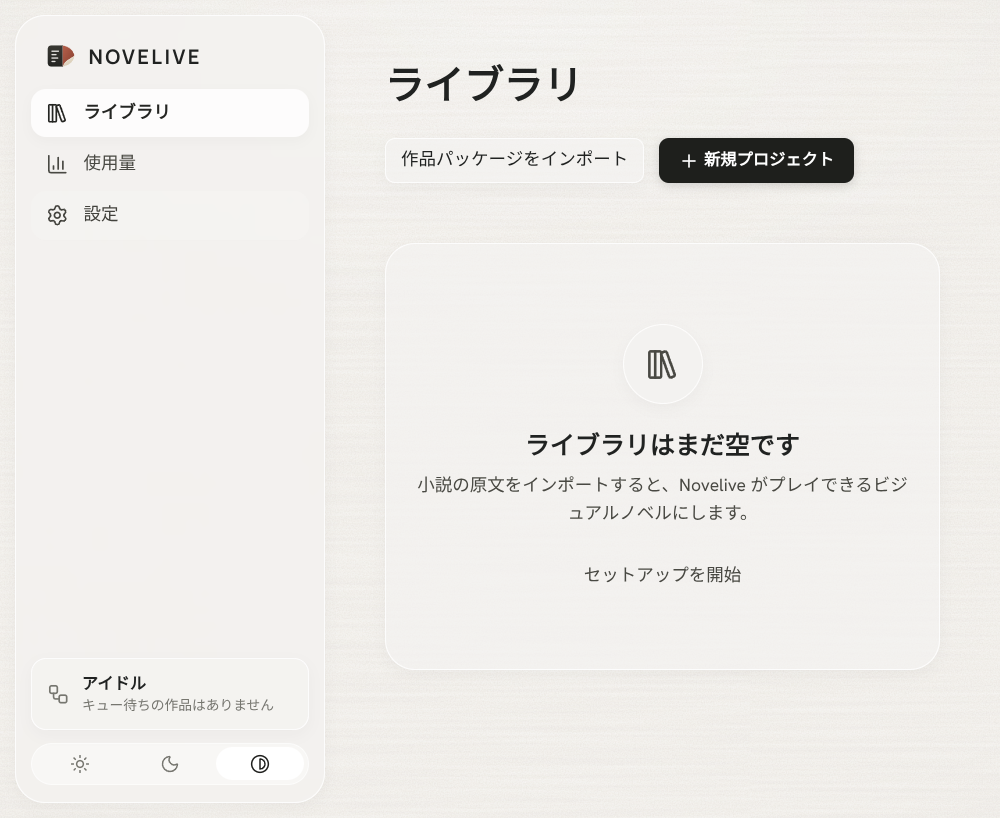 NOVELIVE
ライブラリ
使用量
設定
アイドル
キュー待ちの作品はありません
ライブラリ
作品パッケージをインポート
新規プロジェクト
ライブラリはまだ空です
小説の原文をインポートすると、Novelive がプレイできるビジ
ュアルノベルにします。
セットアップを開始